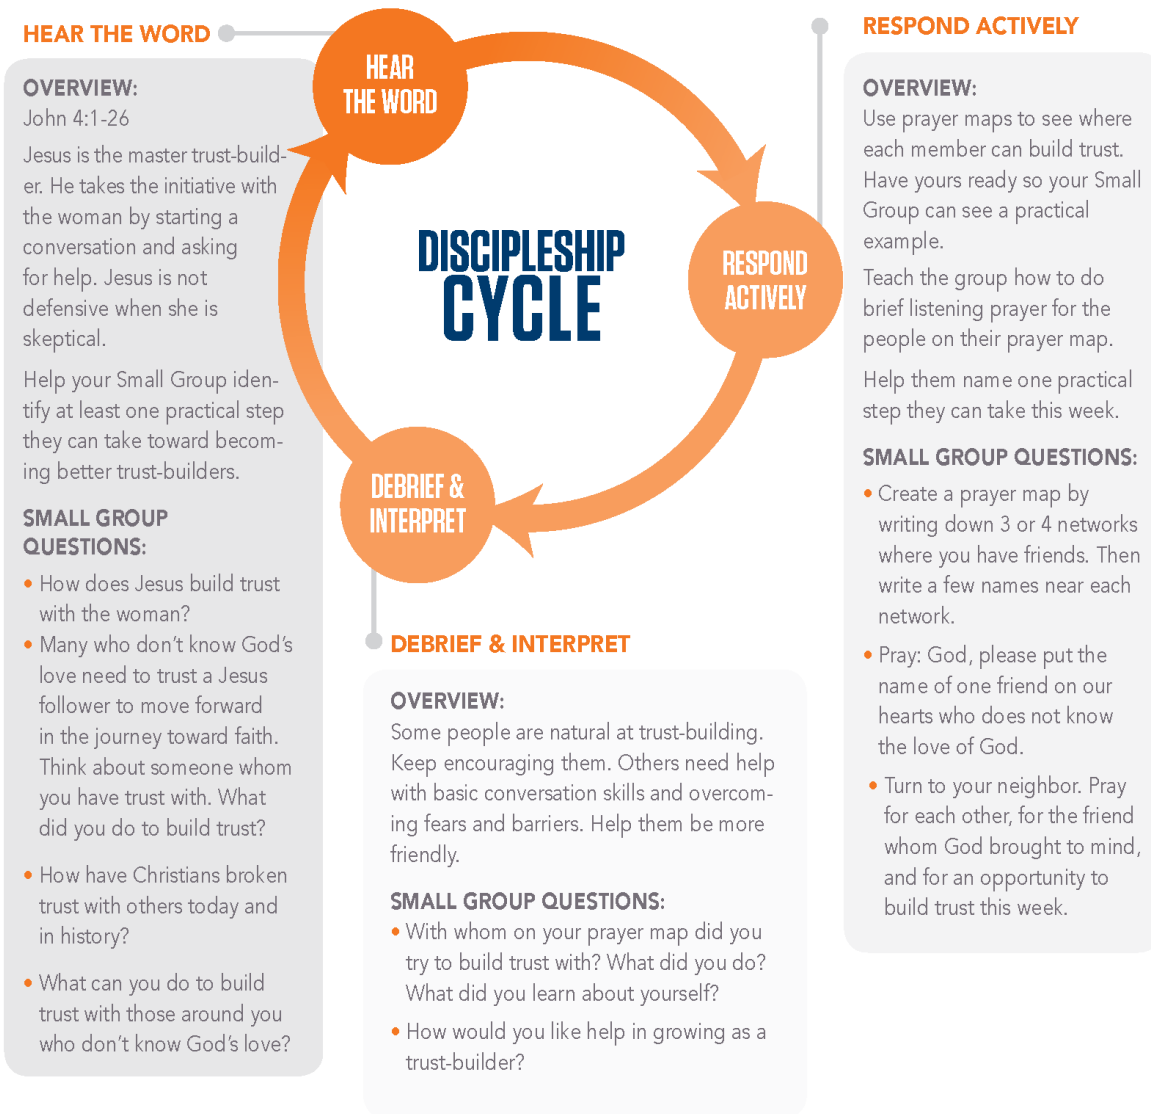 HEAR THE WORD
OVERVIEW:
John 4:1-26
Jesus is the master trust-build-
er. He takes the initiative with
the woman by starting a
conversation and asking
for help. Jesus is not
defensive when she is
skeptical.
Help your Small Group iden-
tify at least one practical step
they can take toward becom-
ing better trust-builders.
SMALL GROUP
QUESTIONS:
• How does Jesus build trust
with the woman?
• Many who don't know God's
love need to trust a Jesus
follower to move forward
in the journey toward faith.
Think about someone whom
you have trust with. What
did you do to build trust?
• How have Christians broken
trust with others today and
in history?
• What can you do to build
trust with those around you
who don't know God's love?
HEAR
THE WORD
DISCIPLESHIP
CYCLE
RESPOND
ACTIVELY
DEBRIEF &
INTERPRET
RESPOND ACTIVELY
OVERVIEW:
Use prayer maps to see where
each member can build trust.
Have yours ready so your Small
Group can see a practical
example.
Teach the group how to do
brief listening prayer for the
people on their prayer map.
Help them name one practical
step they can take this week.
SMALL GROUP QUESTIONS:
• Create a prayer map by
writing down 3 or 4 networks
where you have friends. Then
write a few names near each
network.
• Pray: God, please put the
name of one friend on our
hearts who does not know
the love of God.
• Turn to your neighbor. Pray
for each other, for the friend
whom God brought to mind,
and for an opportunity to
build trust this week.
DEBRIEF & INTERPRET
OVERVIEW:
Some people are natural at trust-building.
Keep encouraging them. Others need help
with basic conversation skills and overcom-
ing fears and barriers. Help them be more
friendly.
SMALL GROUP QUESTIONS:
• With whom on your prayer map did you
try to build trust with? What did you do?
What did you learn about yourself?
• How would you like help in growing as a
trust-builder?